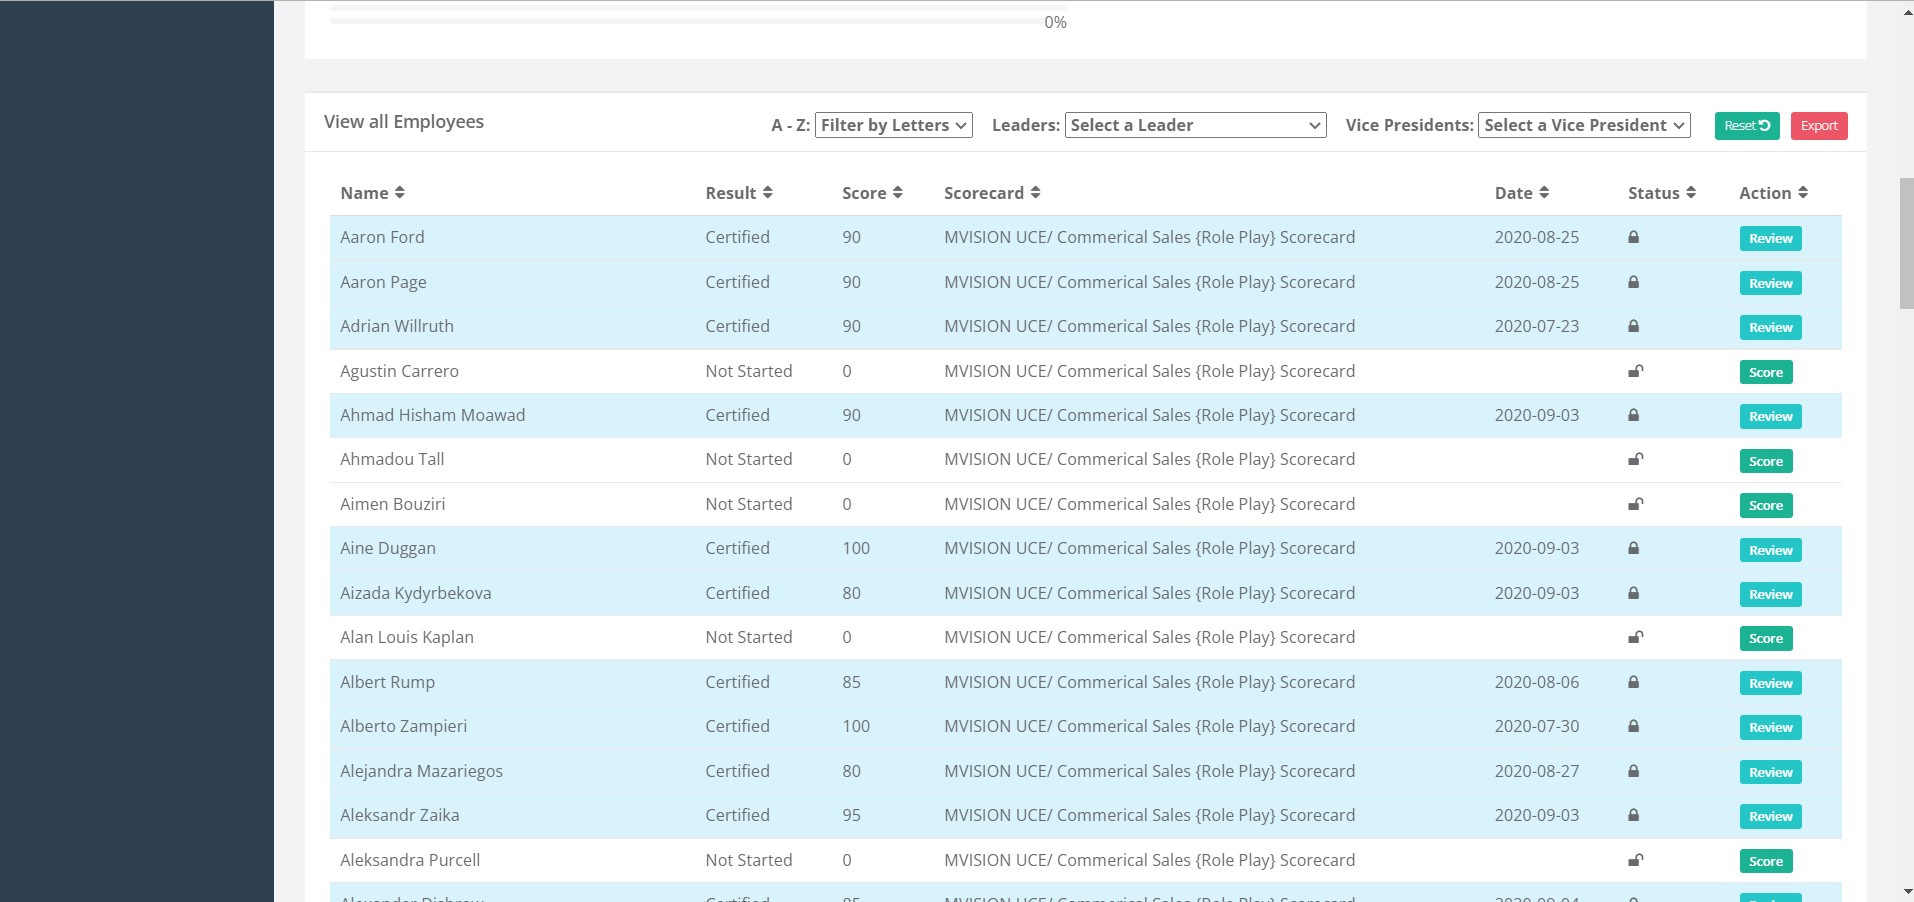 0%
View all Employees A - Z: Filter by Letters Leaders: Select a Leader Vice Presidents: Select a Vice President Reset Export
Name Result Score Scorecard Date Status Action
Aaron Ford Certified 90 MVISION UCE/ Commerical Sales {Role Play} Scorecard 2020-08-25 Review
Aaron Page Certified 90 MVISION UCE/ Commerical Sales {Role Play} Scorecard 2020-08-25 Review
Adrian Willruth Certified 90 MVISION UCE/ Commerical Sales {Role Play} Scorecard 2020-07-23 Review
Agustin Carrero Not Started 0 MVISION UCE/ Commerical Sales {Role Play} Scorecard Score
Ahmad Hisham Moawad Certified 90 MVISION UCE/ Commerical Sales {Role Play} Scorecard 2020-09-03 Review
Ahmadou Tall Not Started 0 MVISION UCE/ Commerical Sales {Role Play} Scorecard Score
Aimen Bouziri Not Started 0 MVISION UCE/ Commerical Sales {Role Play} Scorecard Score
Aine Duggan Certified 100 MVISION UCE/ Commerical Sales {Role Play} Scorecard 2020-09-03 Review
Aizada Kydyrbekova Certified 80 MVISION UCE/ Commerical Sales {Role Play} Scorecard 2020-09-03 Review
Alan Louis Kaplan Not Started 0 MVISION UCE/ Commerical Sales {Role Play} Scorecard Score
Albert Rump Certified 85 MVISION UCE/ Commerical Sales {Role Play} Scorecard 2020-08-06 Review
Alberto Zampieri Certified 100 MVISION UCE/ Commerical Sales {Role Play} Scorecard 2020-07-30 Review
Alejandra Mazariegos Certified 80 MVISION UCE/ Commerical Sales {Role Play} Scorecard 2020-08-27 Review
Aleksandr Zaika Certified 95 MVISION UCE/ Commerical Sales {Role Play} Scorecard 2020-09-03 Review
Aleksandra Purcell Not Started 0 MVISION UCE/ Commerical Sales {Role Play} Scorecard Score